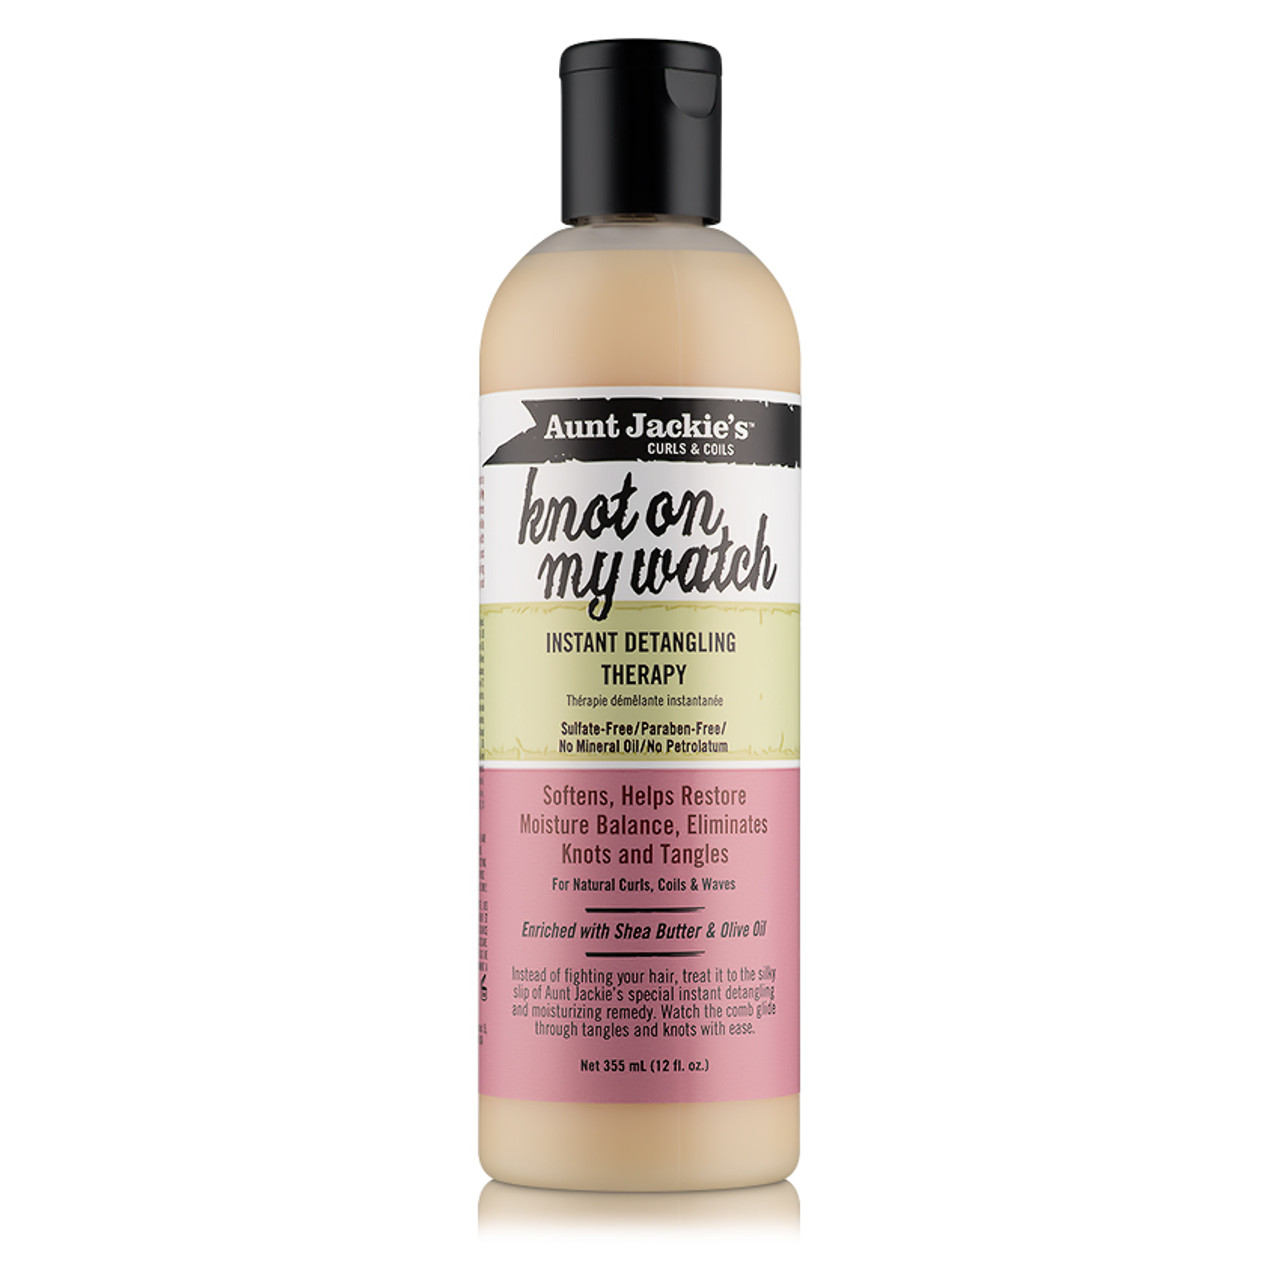 Aunt Jackie's™
CURLS & COILS
knot on
my watch
INSTANT DETANGLING
THERAPY
Thérapie démêlante instantanée
Sulfate-Free/Paraben-Free/
No Mineral Oil/No Petrolatum
Softens, Helps Restore
Moisture Balance, Eliminates
Knots and Tangles
For Natural Curls, Coils & Waves
Enriched with Shea Butter & Olive Oil
Instead of fighting your hair, treat it to the silky
slip of Aunt Jackie's special instant detangling
and moisturizing remedy. Watch the comb glide
through tangles and knots with ease.
Net 355 mL (12 fl. oz.)